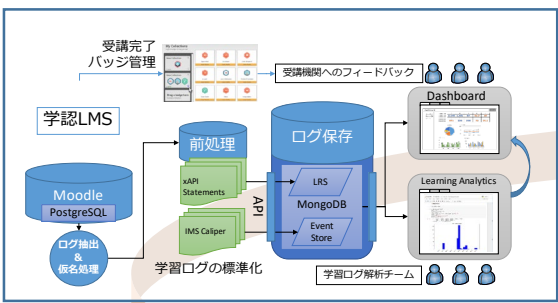 受講完了
バッジ管理
受講機関へのフィードバック
Dashboard
学認LMS
前処理
ログ保存
xAPI
Statements
API
LRS
Moodle
PostgreSQL
MongoDB
Learning Analytics
IMS Caliper
Event
Store
ログ抽出
&
仮名処理
学習ログの標準化
学習ログ解析チーム